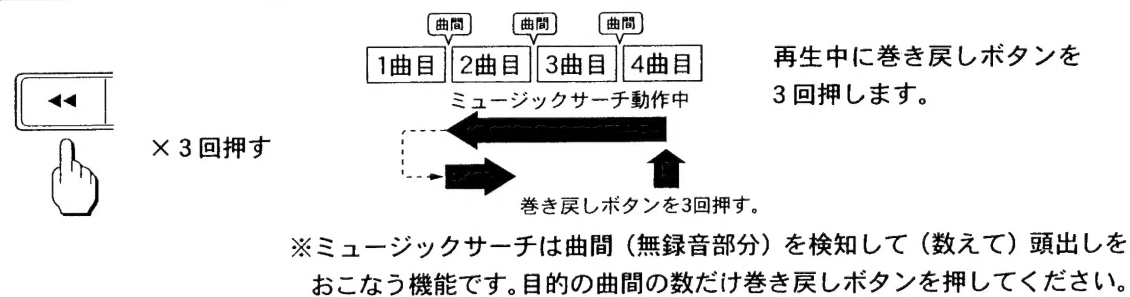 曲間 曲間 曲間
1曲目 2曲目 3曲目 4曲目
ミュージックサーチ動作中
×3回押す
巻き戻しボタンを3回押す。
再生中に巻き戻しボタンを
3回押します。
※ミュージックサーチは曲間（無録音部分）を検知して（数えて）頭出しを
おこなう機能です。目的の曲間の数だけ巻き戻しボタンを押してください。